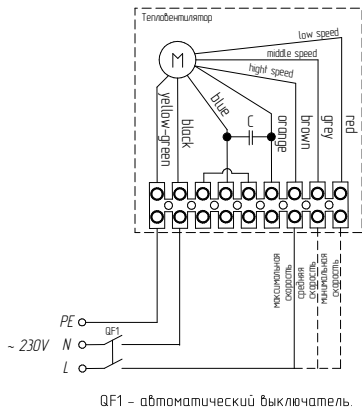 Тепловентилятор
low speed
middle speed
hight speed
M
yellow-green
black
blue
C
orange
brown
grey
red
максимальная
скорость
средняя
скорость
минимальная
скорость
PE
QF1
~ 230V
N
L
QF1 - автоматический выключатель.